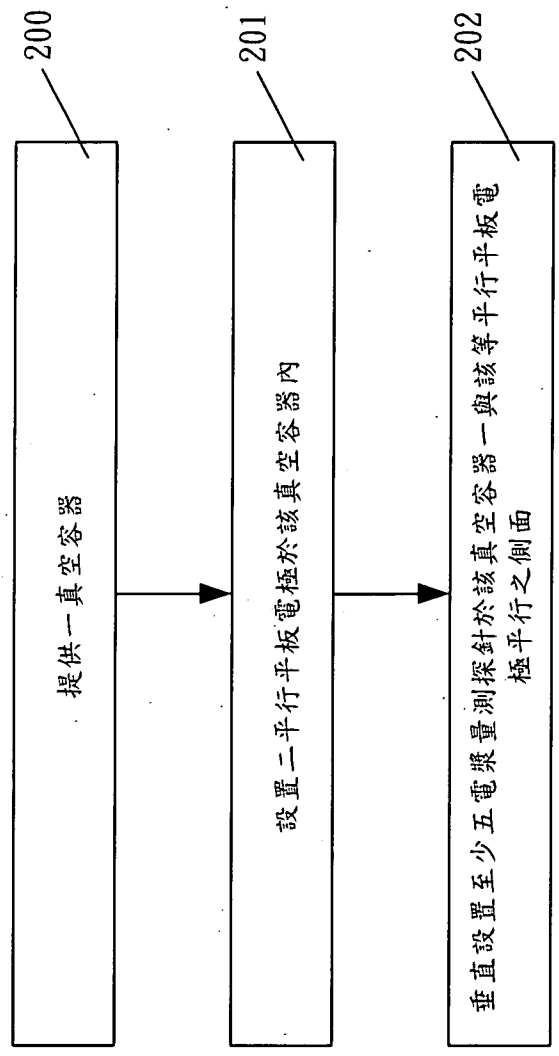 200
提供一真空容器
201
設置二平行平板電極於該真空容器內
202
垂直設置至少五電漿量測探針於該真空容器一與該等平行平板電
極平行之側面